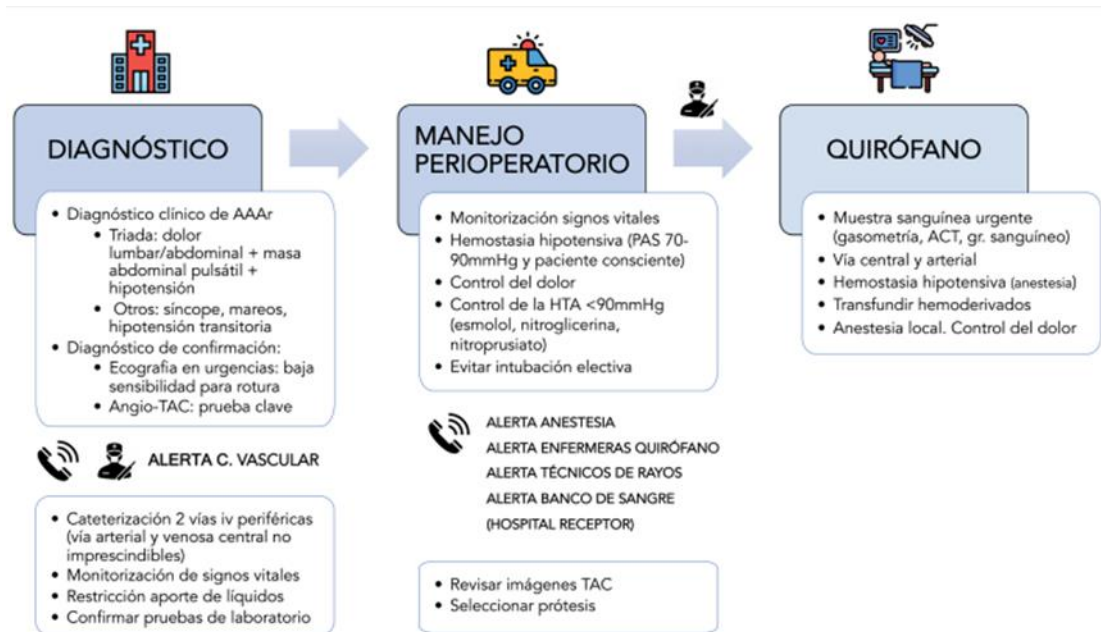 DIAGNÓSTICO
• Diagnóstico clínico de AAAr
• Triada: dolor
lumbar/abdominal + masa
abdominal pulsátil +
hipotensión
• Otros: síncope, mareos,
hipotensión transitoria
• Diagnóstico de confirmación:
• Ecografia en urgencias: baja
sensibilidad para rotura
• Angio-TAC: prueba clave
ALERTA C. VASCULAR
• Cateterización 2 vías iv periféricas
(vía arterial y venosa central no
imprescindibles)
• Monitorización de signos vitales
• Restricción aporte de líquidos
• Confirmar pruebas de laboratorio
MANEJO
PERIOPERATORIO
• Monitorización signos vitales
• Hemostasia hipotensiva (PAS 70-
90mmHg y paciente consciente)
• Control del dolor
• Control de la HTA <90mmHg
(esmolol, nitroglicerina,
nitroprusiato)
• Evitar intubación electiva
ALERTA ANESTESIA
ALERTA ENFERMERAS QUIRÓFANO
ALERTA TÉCNICOS DE RAYOS
ALERTA BANCO DE SANGRE
(HOSPITAL RECEPTOR)
• Revisar imágenes TAC
• Seleccionar prótesis
QUIRÓFANO
• Muestra sanguínea urgente
(gasometría, ACT, gr. sanguíneo)
• Vía central y arterial
• Hemostasia hipotensiva (anestesia)
• Transfundir hemoderivados
• Anestesia local. Control del dolor